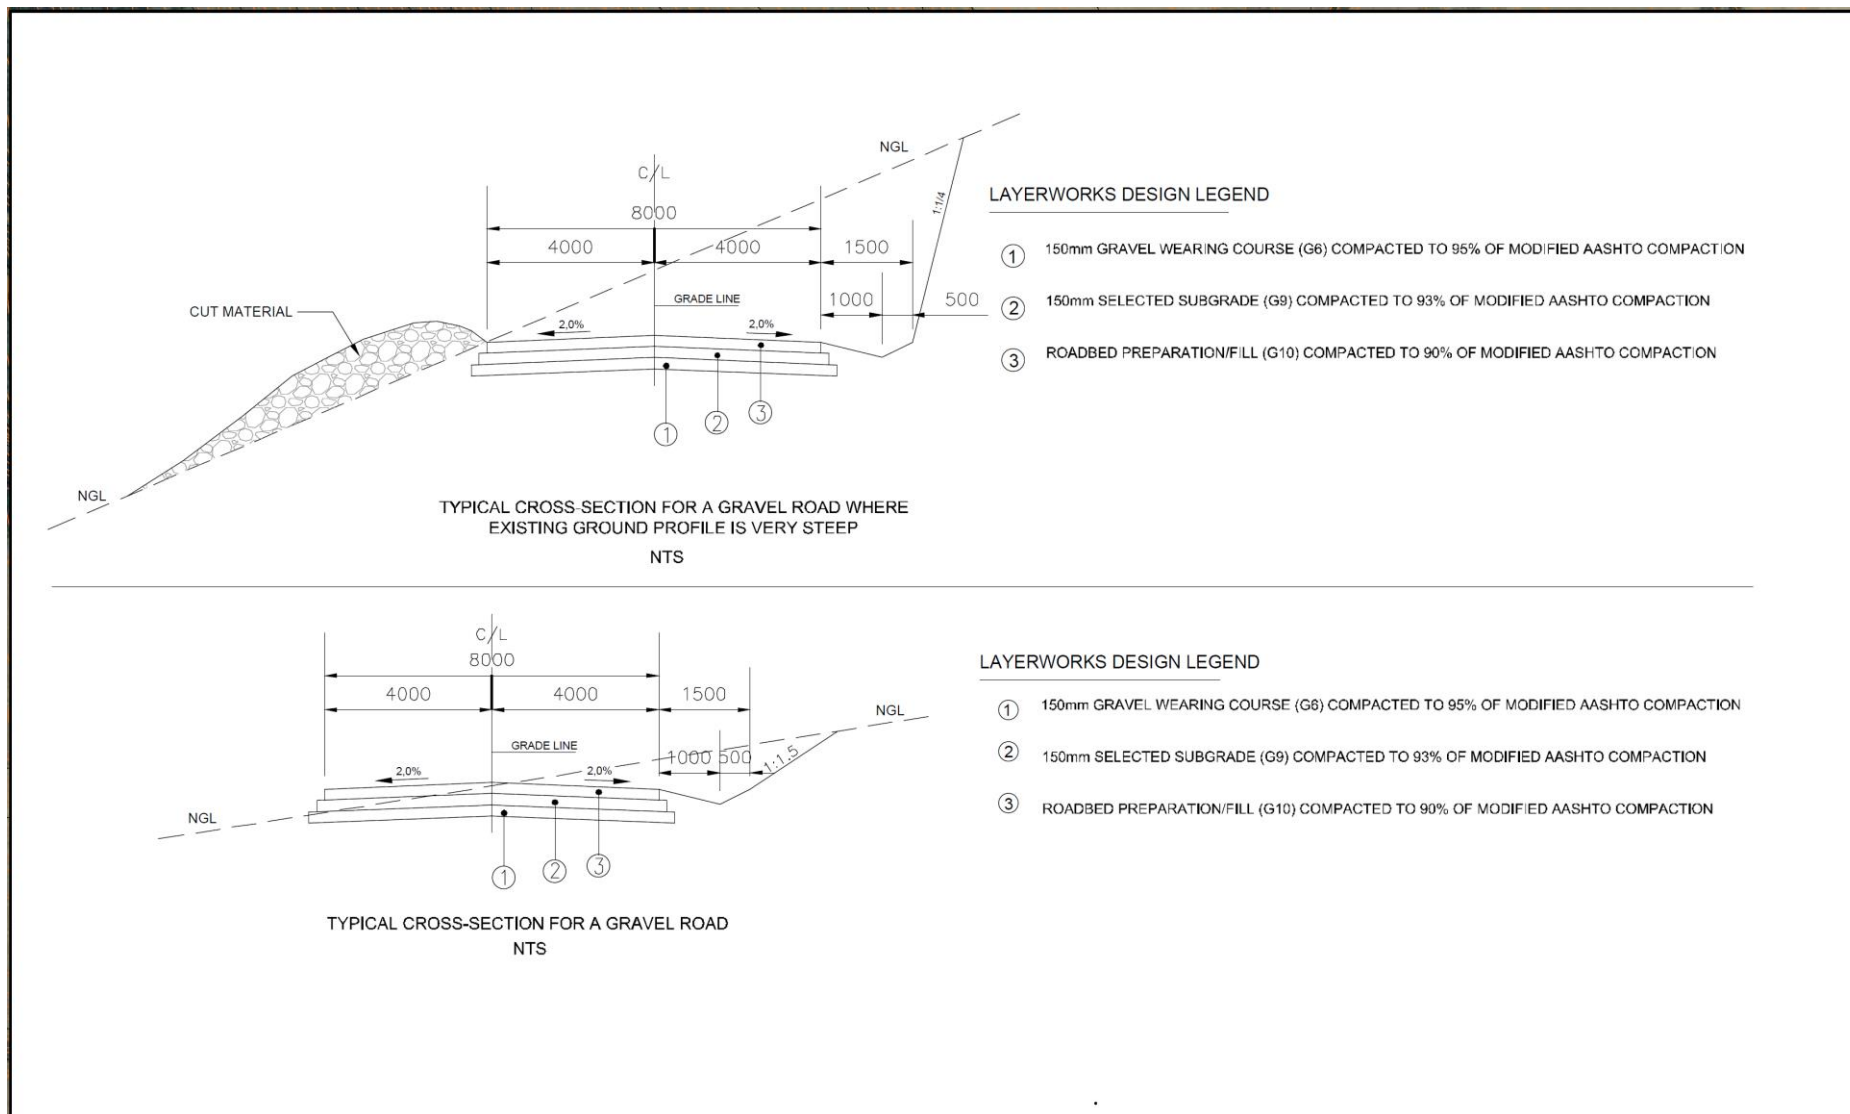 NGL
C/L
8000
4000
4000
1500
1:1/4
GRADE LINE
1000
500
CUT MATERIAL
2,0%
2,0%
1
2
3
NGL
TYPICAL CROSS-SECTION FOR A GRAVEL ROAD WHERE
EXISTING GROUND PROFILE IS VERY STEEP
NTS
LAYERWORKS DESIGN LEGEND
1 150mm GRAVEL WEARING COURSE (G6) COMPACTED TO 95% OF MODIFIED AASHTO COMPACTION
2 150mm SELECTED SUBGRADE (G9) COMPACTED TO 93% OF MODIFIED AASHTO COMPACTION
3 ROADBED PREPARATION/FILL (G10) COMPACTED TO 90% OF MODIFIED AASHTO COMPACTION
C/L
8000
4000
4000
1500
NGL
GRADE LINE
1000
500
1:1.5
2,0%
2,0%
NGL
1
2
3
TYPICAL CROSS-SECTION FOR A GRAVEL ROAD
NTS
LAYERWORKS DESIGN LEGEND
1 150mm GRAVEL WEARING COURSE (G6) COMPACTED TO 95% OF MODIFIED AASHTO COMPACTION
2 150mm SELECTED SUBGRADE (G9) COMPACTED TO 93% OF MODIFIED AASHTO COMPACTION
3 ROADBED PREPARATION/FILL (G10) COMPACTED TO 90% OF MODIFIED AASHTO COMPACTION